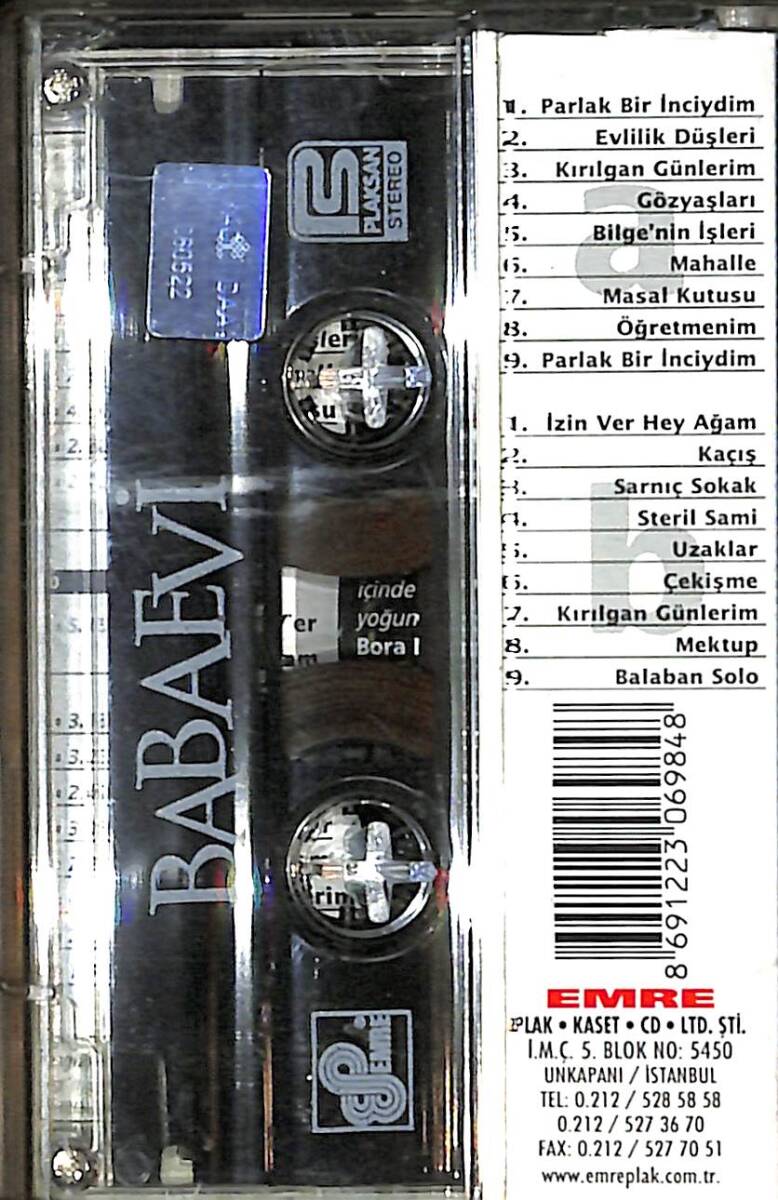 1. Parlak Bir İnciydim
2. Evlilik Düşleri
3. Kırılgan Günlerim
4. Gözyaşları
5. Bilge'nin İşleri
6. Mahalle
7. Masal Kutusu
8. Öğretmenim
9. Parlak Bir İnciydim
a
1. İzin Ver Hey Ağam
2. Kaçış
3. Sarnıç Sokak
4. Steril Sami
5. Uzaklar
6. Çekişme
7. Kırılgan Günlerim
8. Mektup
9. Balaban Solo
b
8 691223 069848
EMRE
PLAK • KASET • CD • LTD. ŞTİ.
İ.M.Ç. 5. BLOK NO: 5450
UNKAPANI / İSTANBUL
TEL: 0.212 / 528 58 58
0.212 / 527 36 70
FAX: 0.212 / 527 70 51
www.emreplak.com.tr.
BABAEVİ
PLAKSAN
STEREO
içinde
yoğun
Bora
EMRE